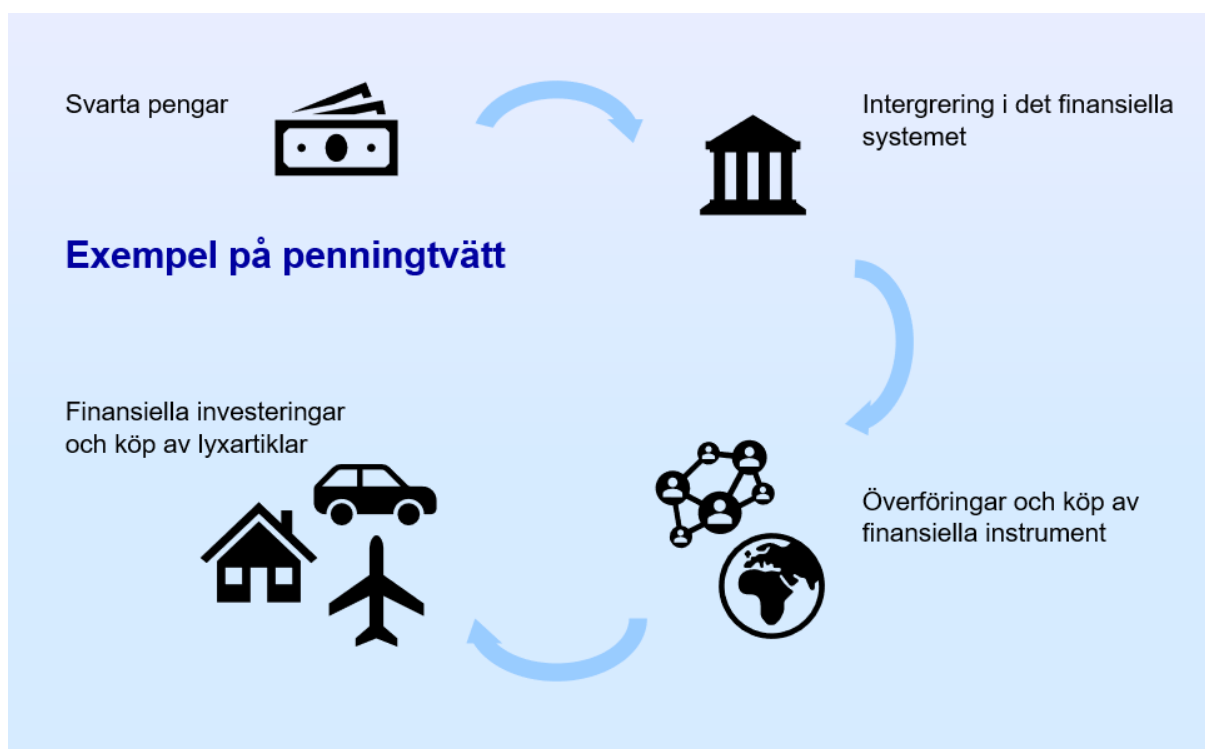 Svarta pengar
Intergrering i det finansiella
systemet
Exempel på penningtvätt
Finansiella investeringar
och köp av lyxartiklar
Överföringar och köp av
finansiella instrument